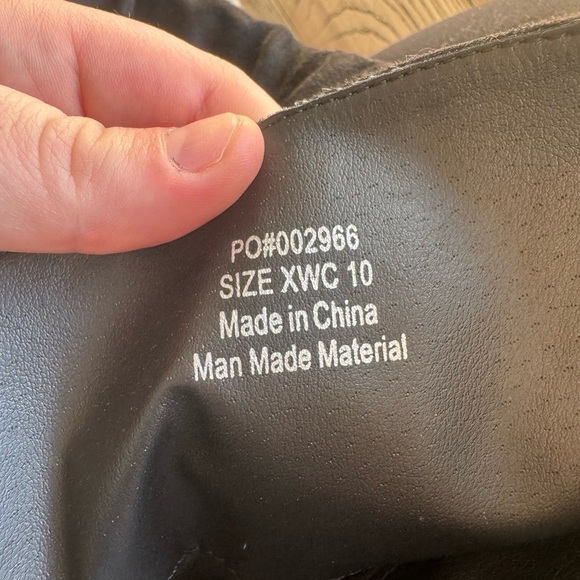 PO#002966
SIZE XWC 10
Made in China
Man Made Material